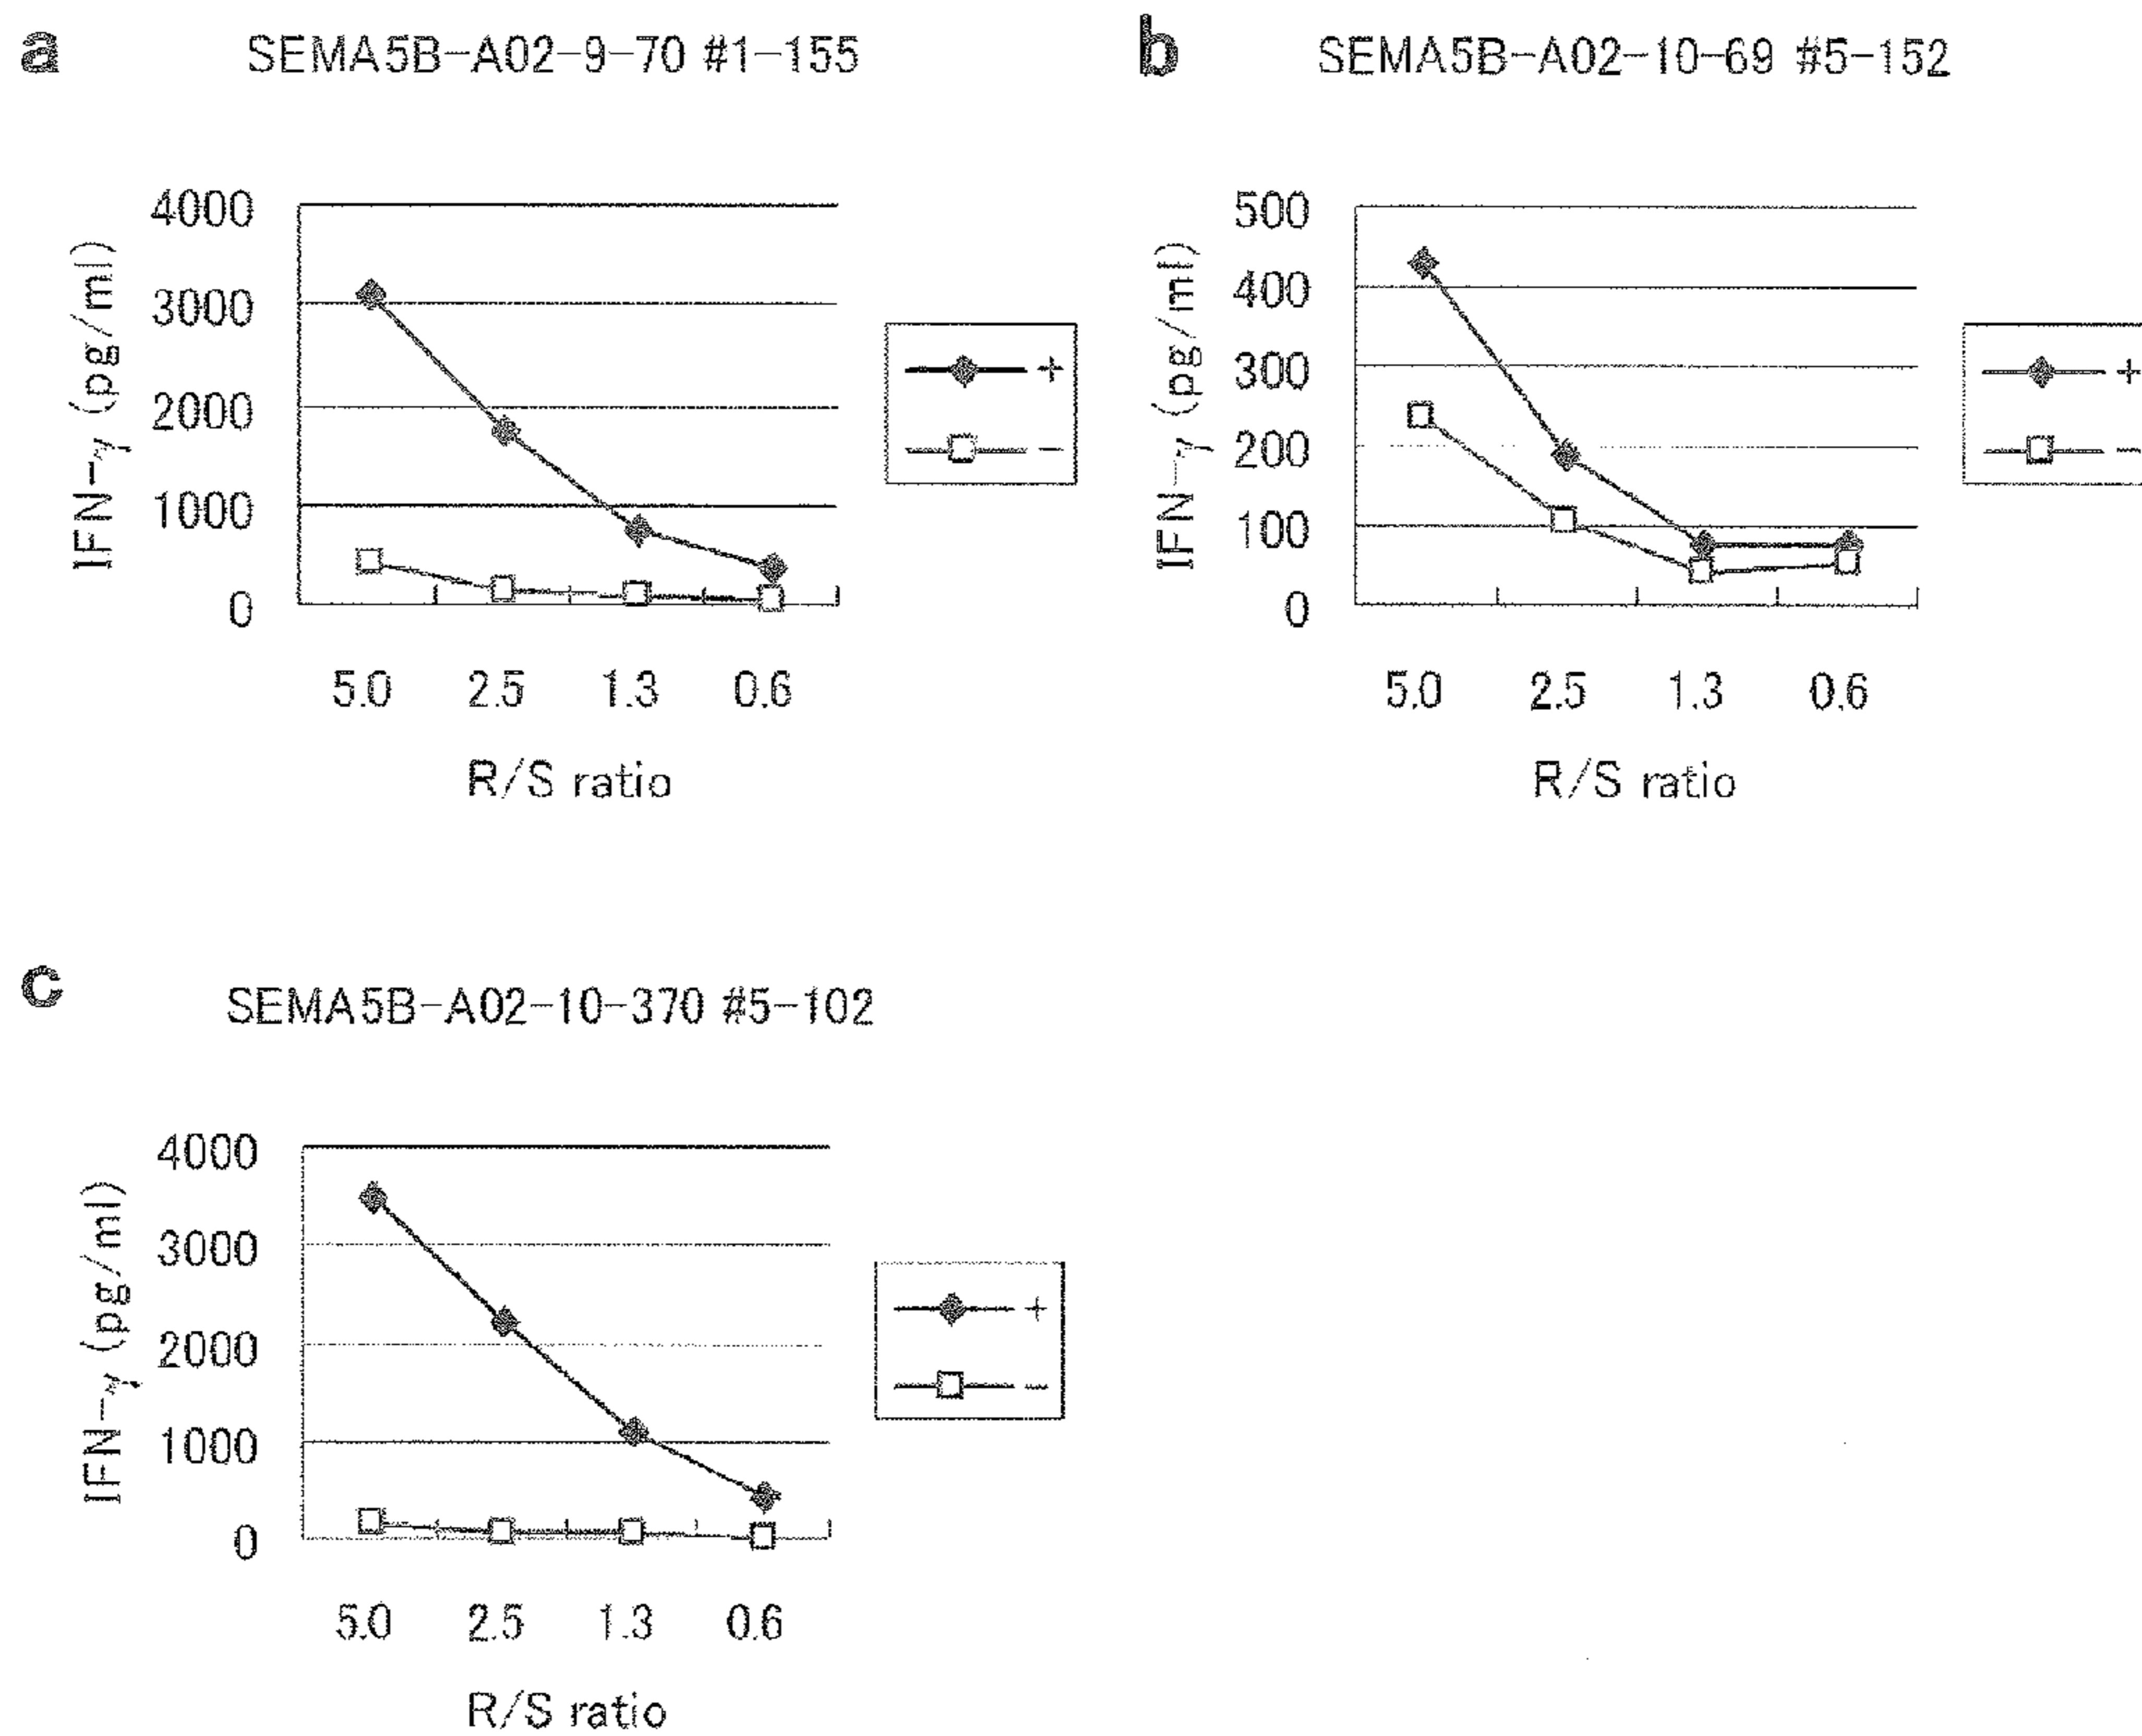 a
SEMA5B-A02-9-70 #1-155
4000
3000
2000
1000
0
IFN-γ (pg/ml)
5.0 2.5 1.3 0.6
R/S ratio
+
−
b
SEMA5B-A02-10-69 #5-152
500
400
300
200
100
0
IFN-γ (pg/ml)
5.0 2.5 1.3 0.6
R/S ratio
+
−
c
SEMA5B-A02-10-370 #5-102
4000
3000
2000
1000
0
IFN-γ (pg/ml)
5.0 2.5 1.3 0.6
R/S ratio
+
−